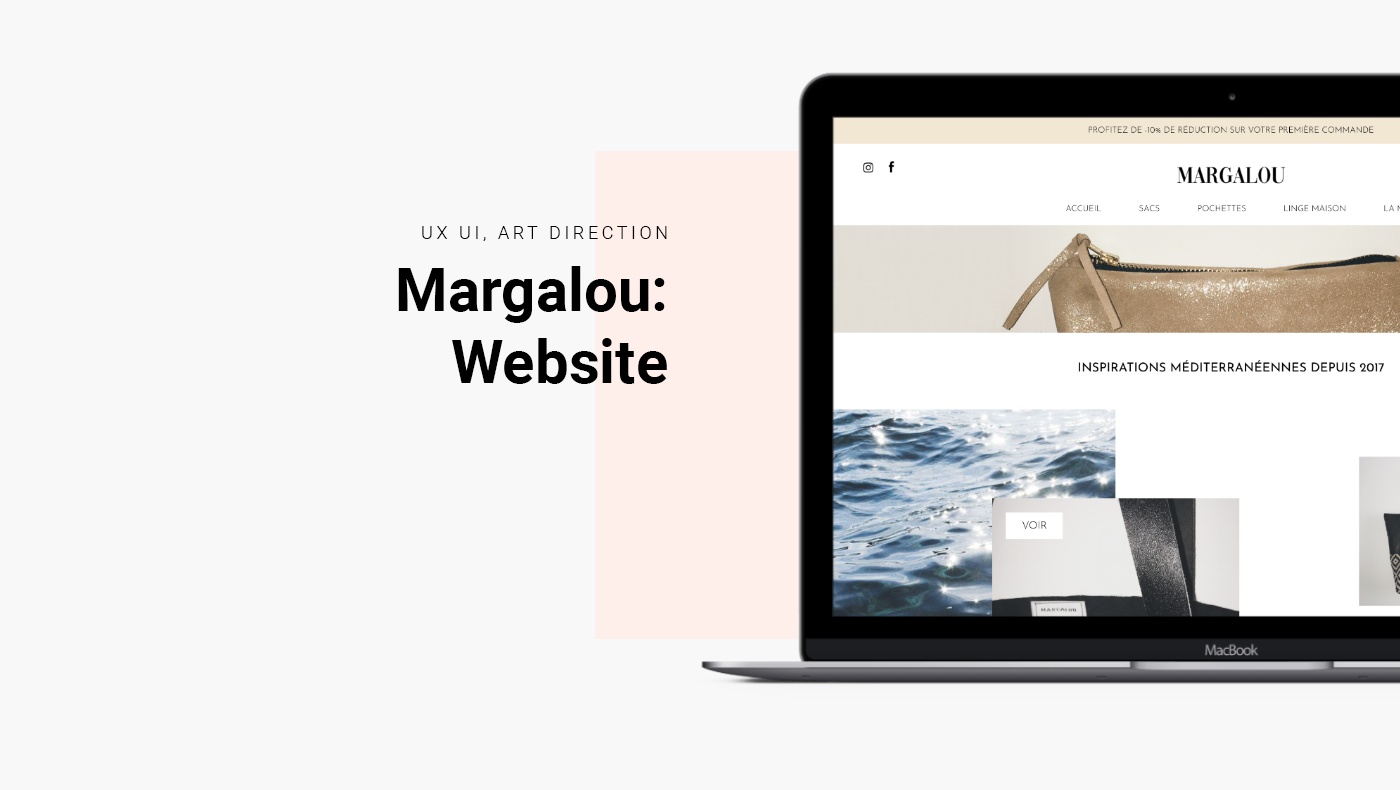 UX UI, ART DIRECTION
Margalou:
Website
PROFITEZ DE -10% DE RÉDUCTION SUR VOTRE PREMIÈRE COMMANDE
MARGALOU
ACCUEIL SACS POCHETTES LINGE MAISON LA
INSPIRATIONS MÉDITERRANÉENNES DEPUIS 2017
VOIR
MARGALOU
MacBook